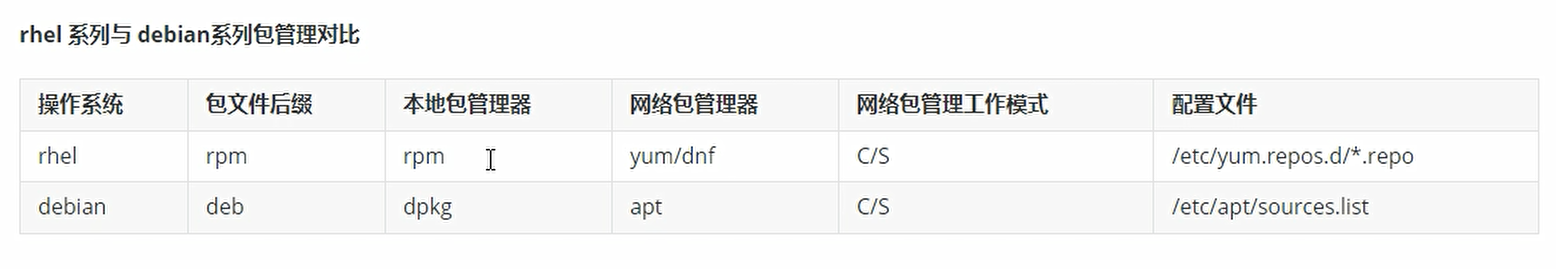 rhel 系列与 debian系列包管理对比
操作系统 包文件后缀 本地包管理器 网络包管理器 网络包管理工作模式 配置文件
rhel rpm rpm yum/dnf C/S /etc/yum.repos.d/*.repo
debian deb dpkg apt C/S /etc/apt/sources.list